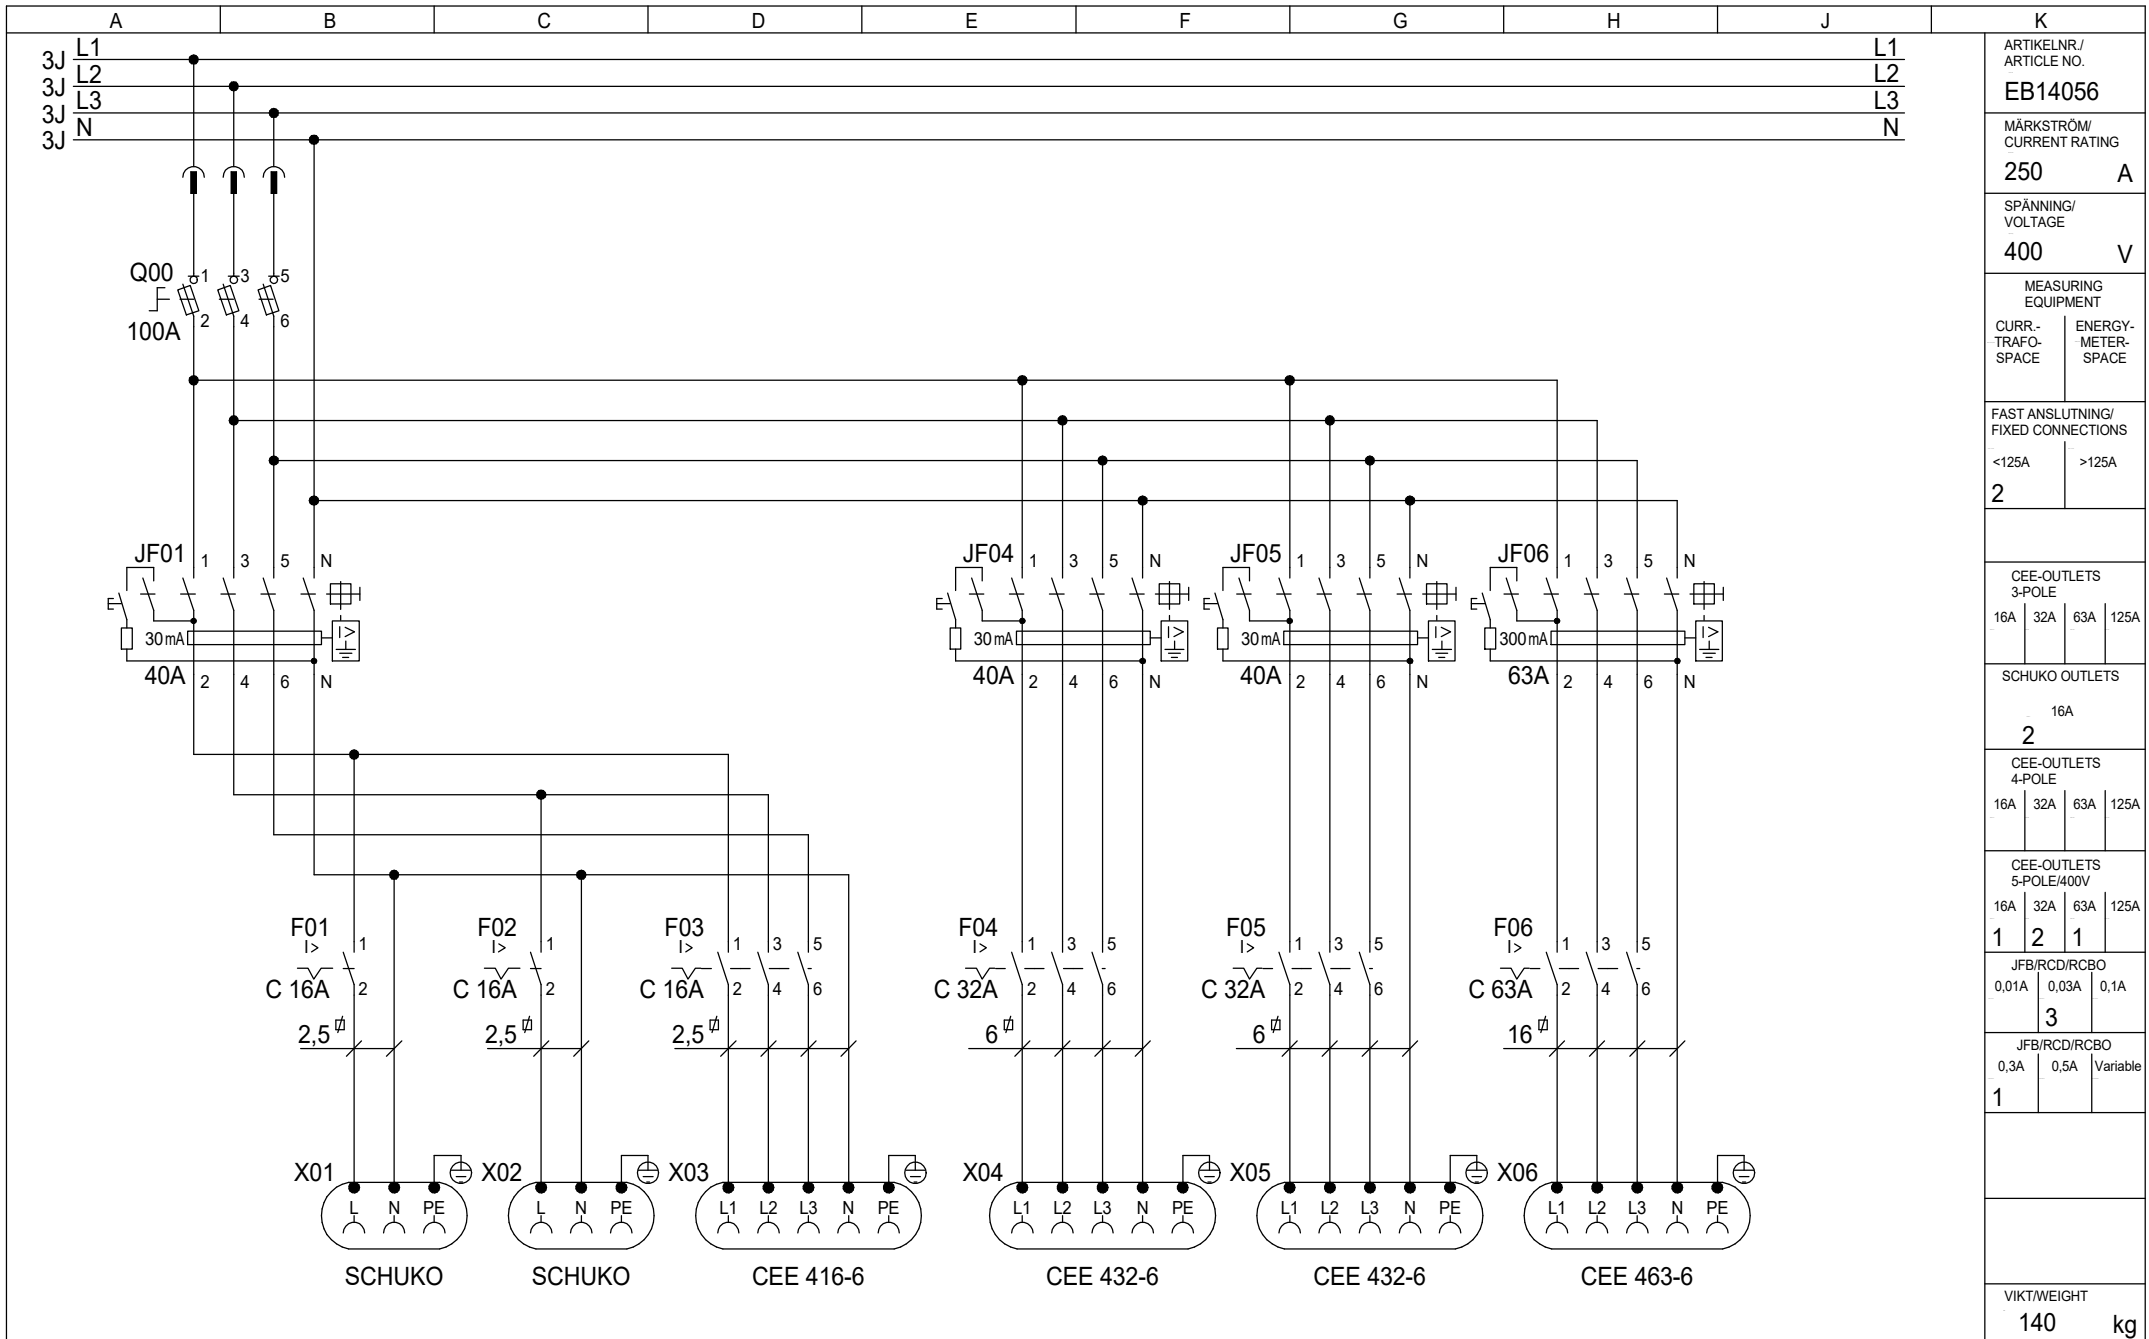 A B C D E F G H J K
3J L1 L1
3J L2 L2
3J L3 L3
3J N N
Q00 1 3 5
100A 2 4 6
JF01 1 3 5 N JF04 1 3 5 N JF05 1 3 5 N JF06 1 3 5 N
30 mA I> 30 mA I> 30 mA I> 300 mA I>
40A 2 4 6 N 40A 2 4 6 N 40A 2 4 6 N 63A 2 4 6 N
F01 F02 F03 F04 F05 F06
I> 1 I> 1 I> 1 3 5 I> 1 3 5 I> 1 3 5 I> 1 3 5
C 16A 2 C 16A 2 C 16A 2 4 6 C 32A 2 4 6 C 32A 2 4 6 C 63A 2 4 6
2,5 2,5 2,5 6 6 16
X01 X02 X03 X04 X05 X06
L N PE L N PE L1 L2 L3 N PE L1 L2 L3 N PE L1 L2 L3 N PE L1 L2 L3 N PE
SCHUKO SCHUKO CEE 416-6 CEE 432-6 CEE 432-6 CEE 463-6
ARTIKELNR./
ARTICLE NO.
EB14056
MÄRKSTRÖM/
CURRENT RATING
250 A
SPÄNNING/
VOLTAGE
400 V
MEASURING
EQUIPMENT
CURR.- ENERGY-
TRAFO- METER-
SPACE SPACE
FAST ANSLUTNING/
FIXED CONNECTIONS
<125A >125A
2
CEE-OUTLETS
3-POLE
16A 32A 63A 125A
SCHUKO OUTLETS
16A
2
CEE-OUTLETS
4-POLE
16A 32A 63A 125A
CEE-OUTLETS
5-POLE/400V
16A 32A 63A 125A
1 2 1
JFB/RCD/RCBO
0,01A 0,03A 0,1A
3
JFB/RCD/RCBO
0,3A 0,5A Variable
1
VIKT/WEIGHT
140 kg